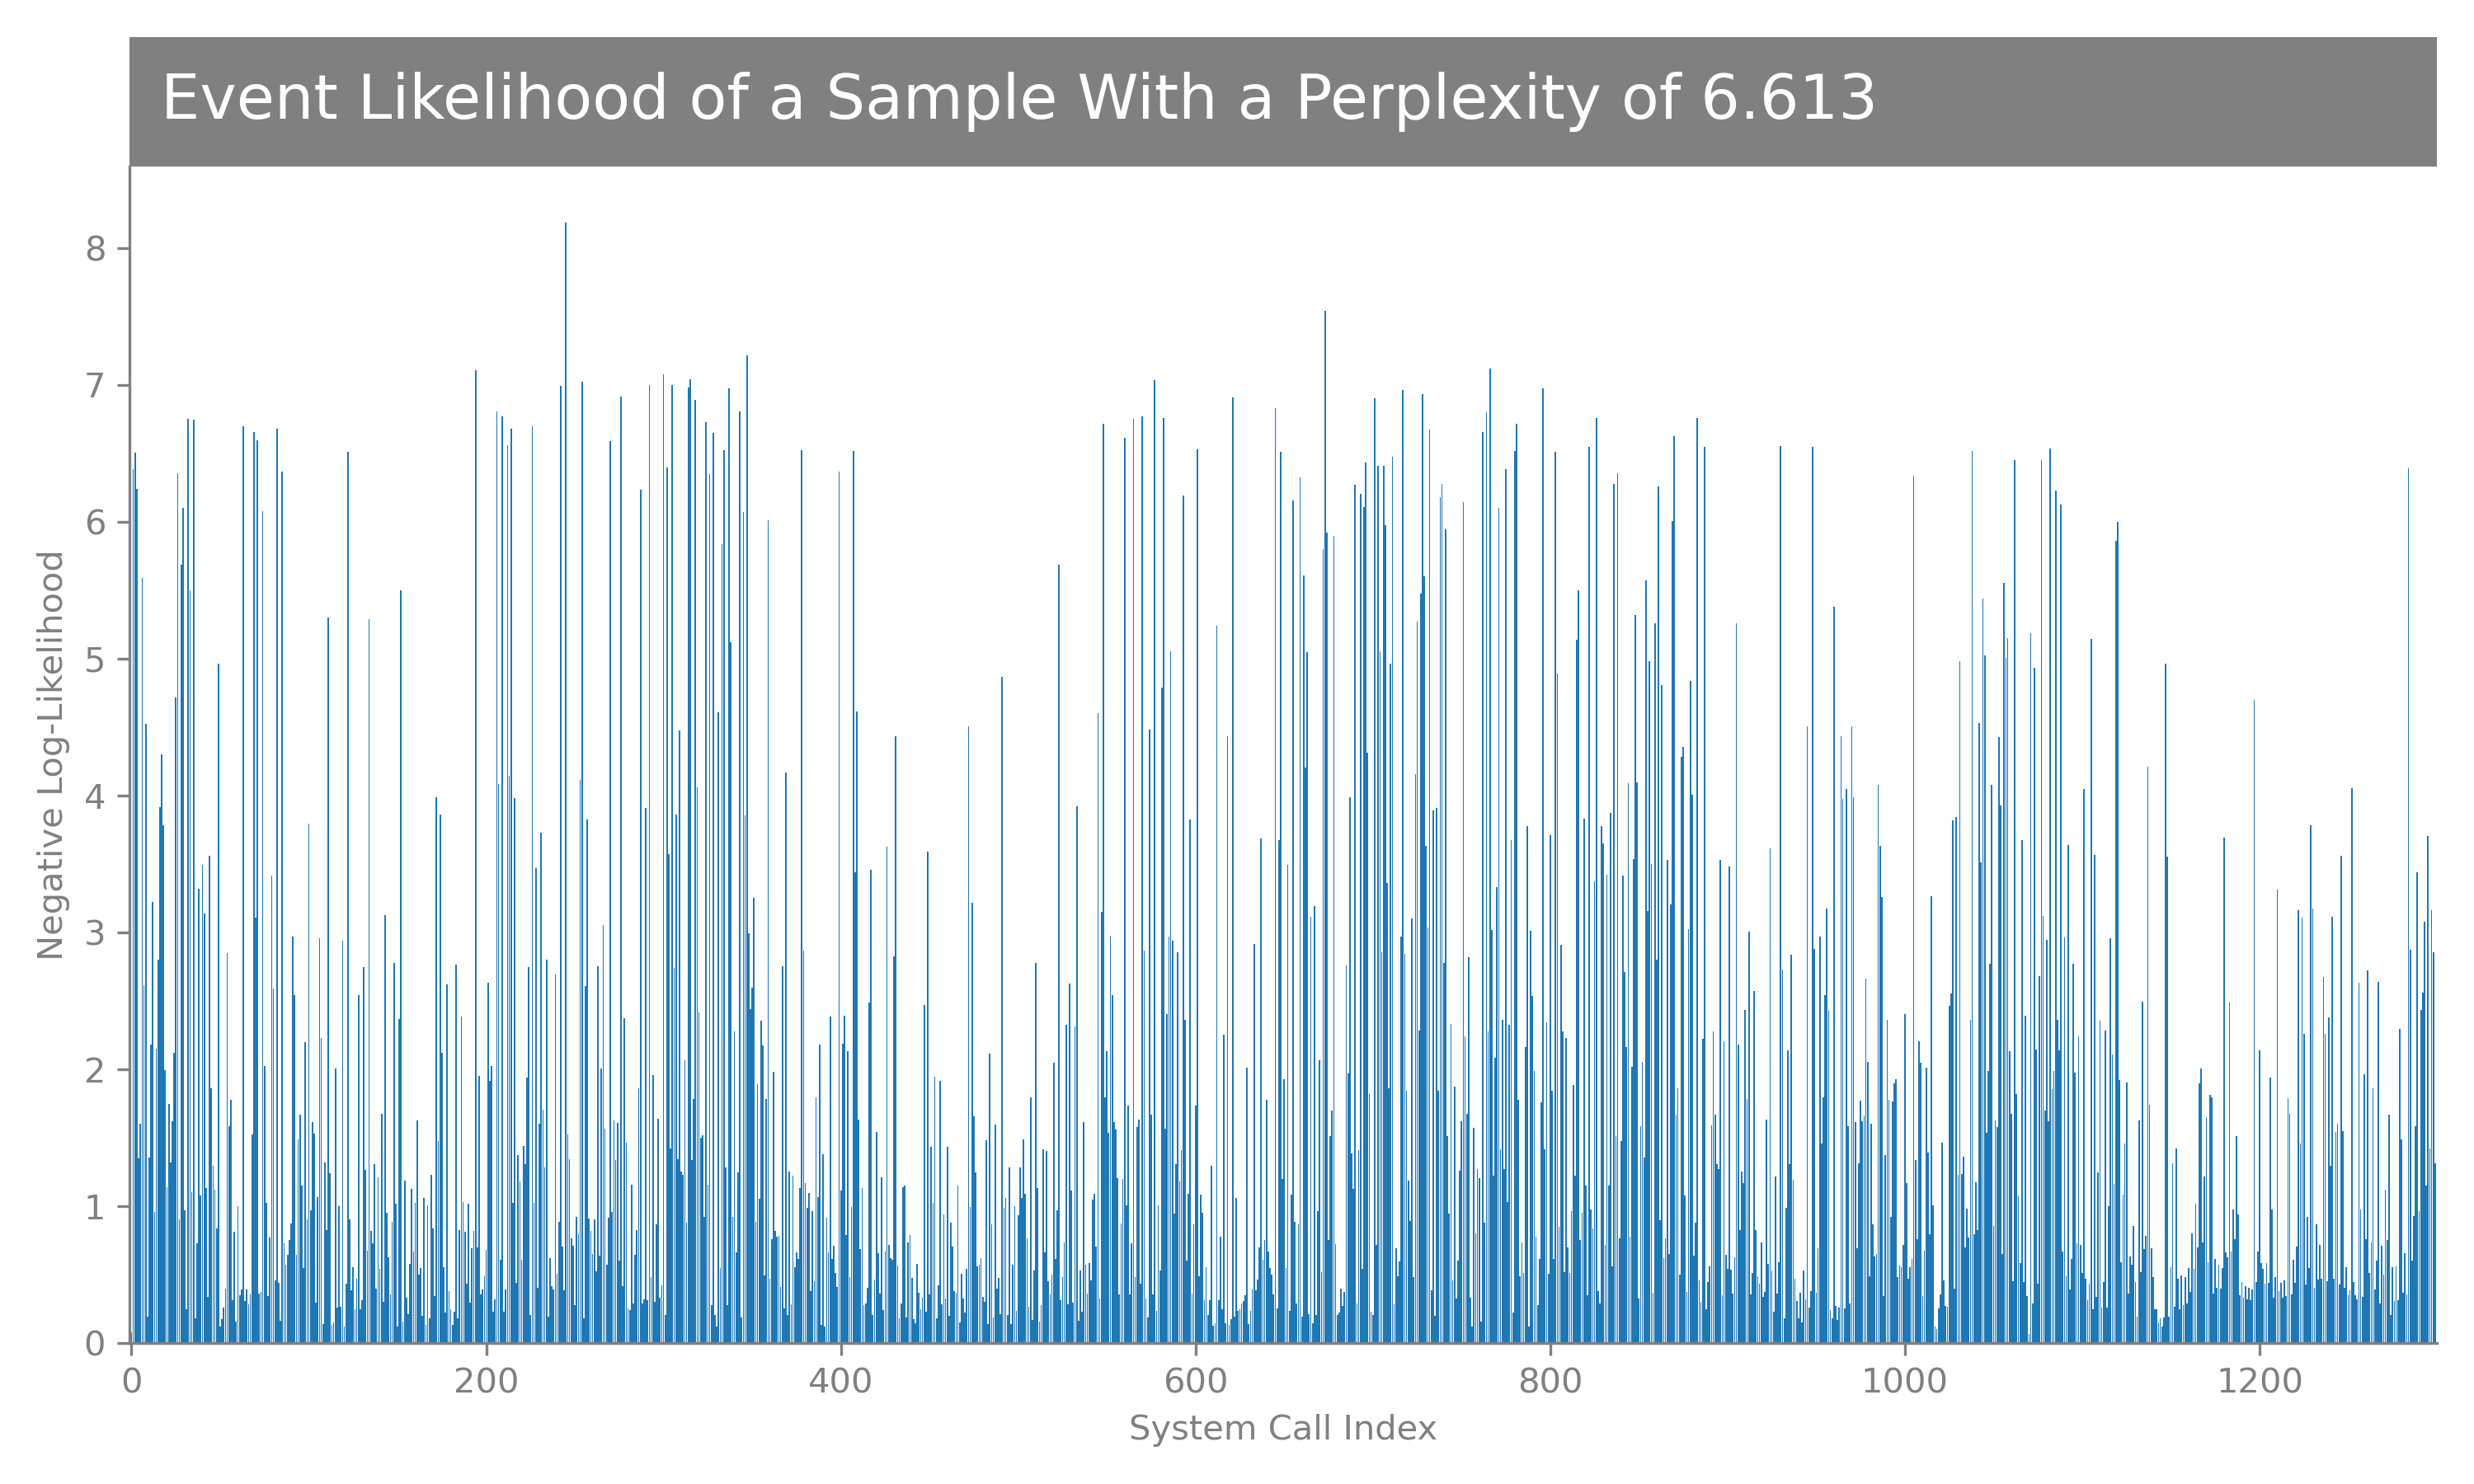 Event Likelihood of a Sample With a Perplexity of 6.613
8
7
6
5
4
3
2
1
0
Negative Log-Likelihood
0 200 400 600 800 1000 1200
System Call Index